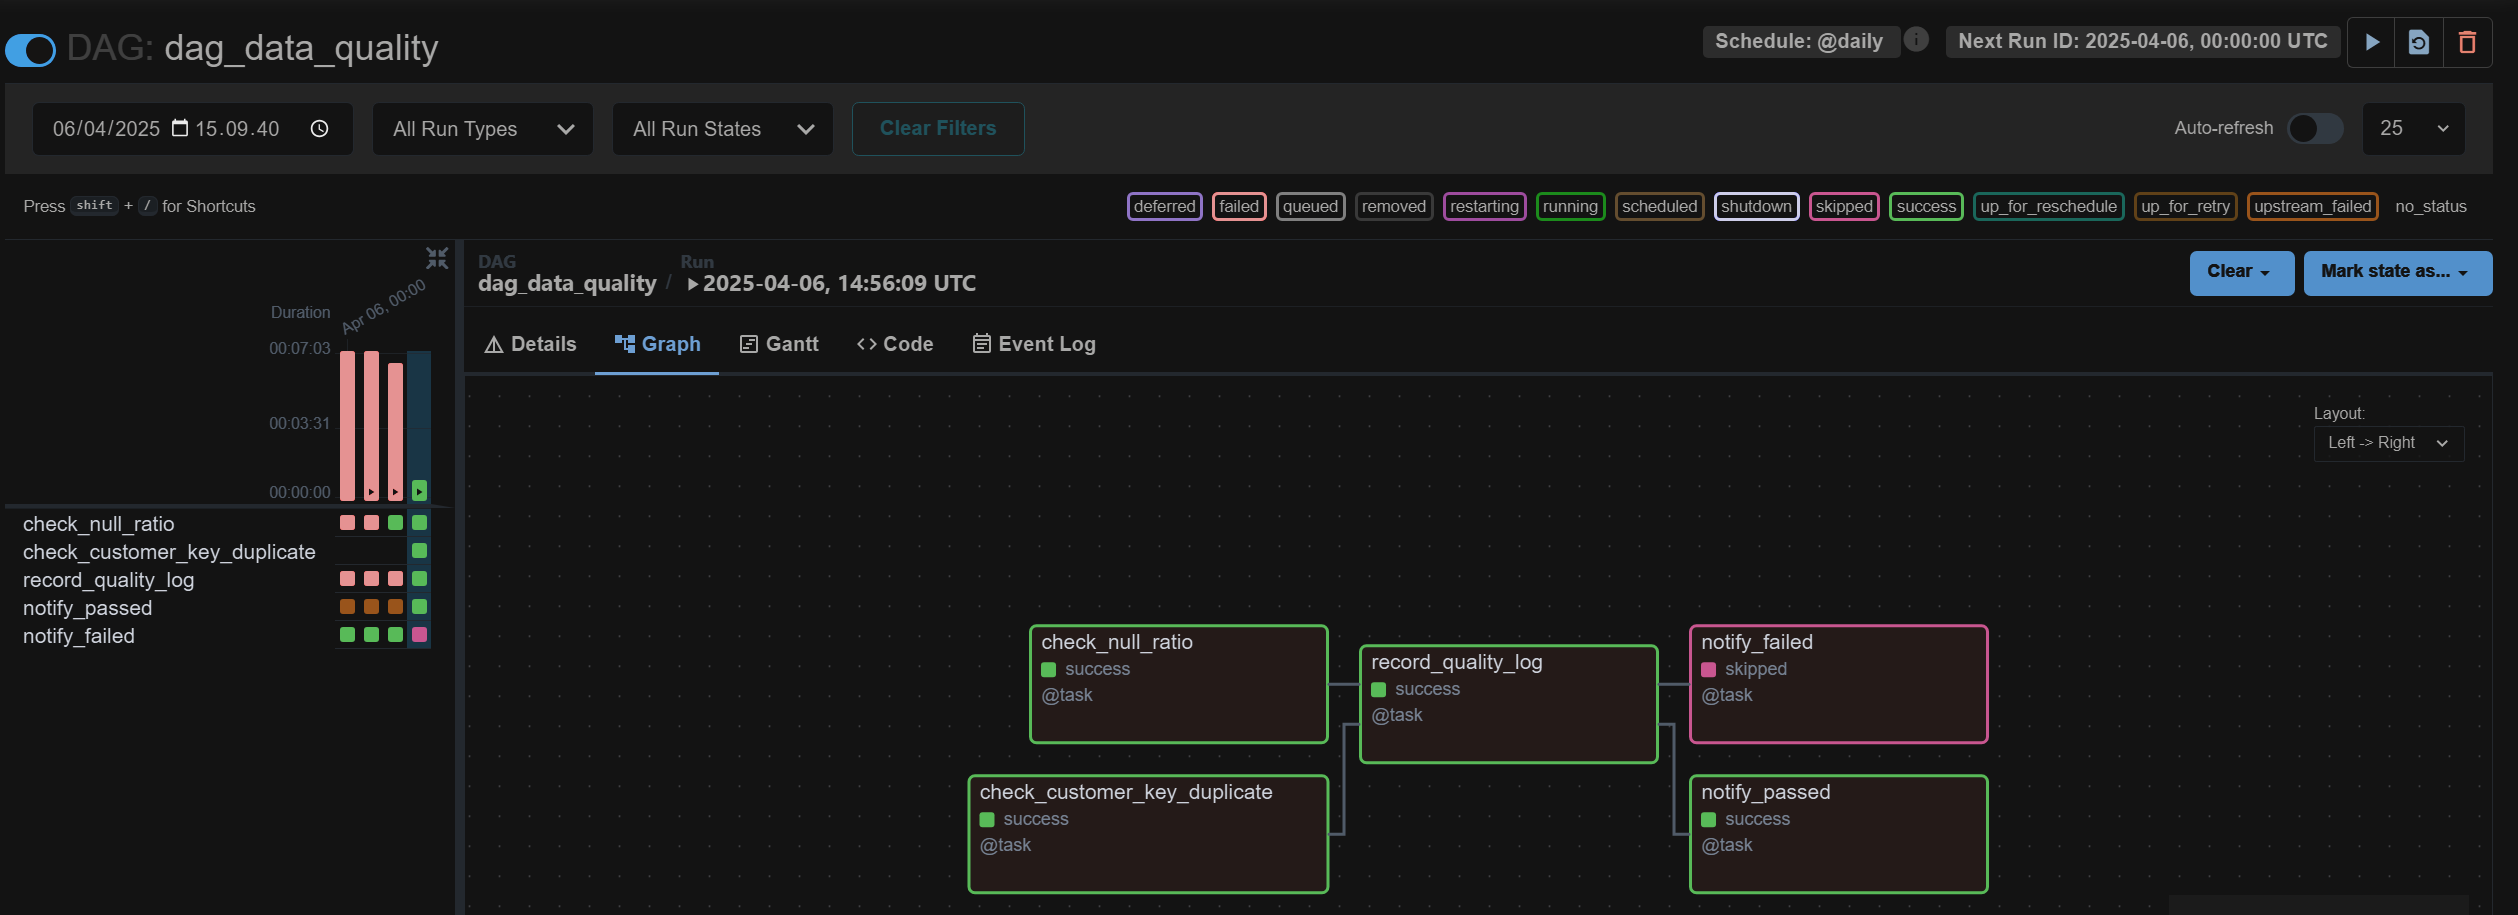 DAG: dag_data_quality
Schedule: @daily
Next Run ID: 2025-04-06, 00:00:00 UTC
06/04/2025 15.09.40
All Run Types
All Run States
Clear Filters
Auto-refresh
25
Press shift + / for Shortcuts
deferred
failed
queued
removed
restarting
running
scheduled
shutdown
skipped
success
up_for_reschedule
up_for_retry
upstream_failed
no_status
Duration
Apr 06, 00:00
00:07:03
00:03:31
00:00:00
check_null_ratio
check_customer_key_duplicate
record_quality_log
notify_passed
notify_failed
DAG
dag_data_quality
/
Run
2025-04-06, 14:56:09 UTC
Clear
Mark state as...
Details
Graph
Gantt
Code
Event Log
Layout:
Left -> Right
check_null_ratio
success
@task
check_customer_key_duplicate
success
@task
record_quality_log
success
@task
notify_failed
skipped
@task
notify_passed
success
@task